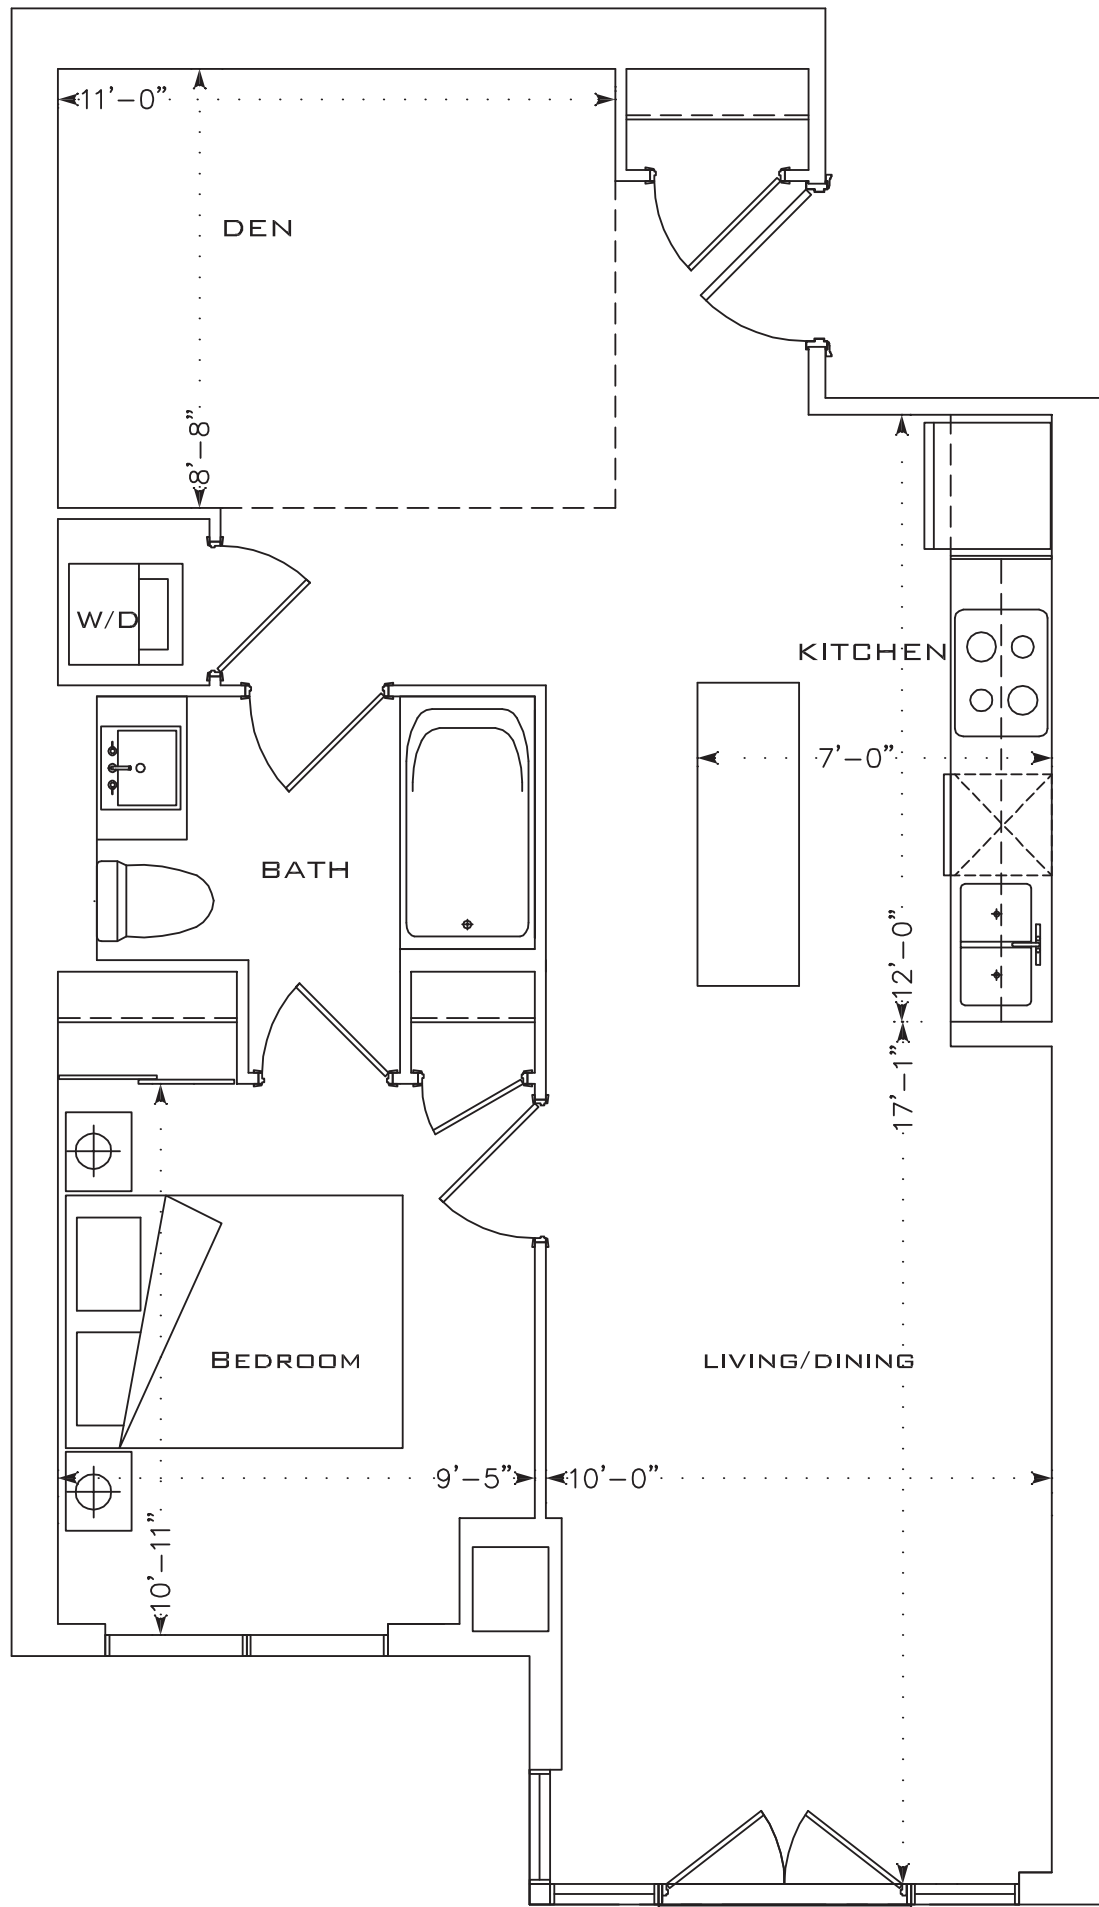 11'-0"
DEN
8'-8"
W/D
KITCHEN
7'-0"
BATH
12'-0"
17'-1"
BEDROOM
LIVING/DINING
9'-5"
10'-0"
10'-11"